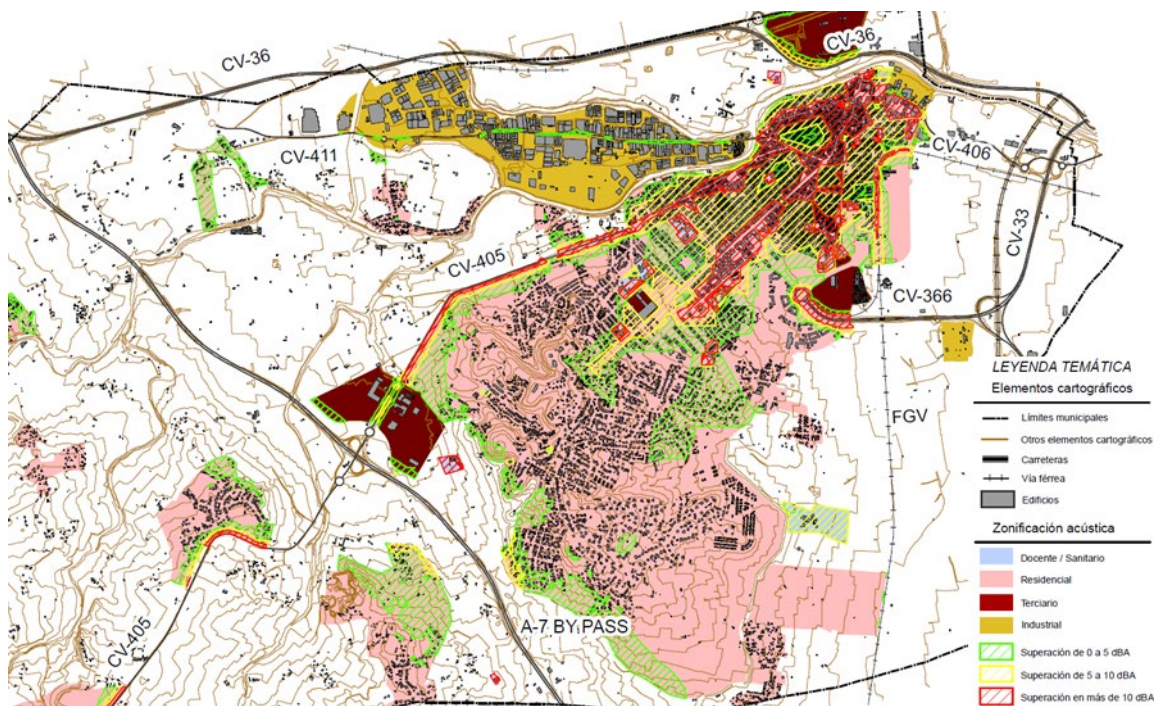 CV-36
CV-36
CV-411
CV-406
CV-33
CV-405
CV-366
FGV
A-7 BY PASS
CV-405
LEYENDA TEMÁTICA
Elementos cartográficos
Límites municipales
Otros elementos cartográficos
Carreteras
Vía férrea
Edificios
Zonificación acústica
Docente / Sanitario
Residencial
Terciario
Industrial
Superación de 0 a 5 dBA
Superación de 5 a 10 dBA
Superación en más de 10 dBA